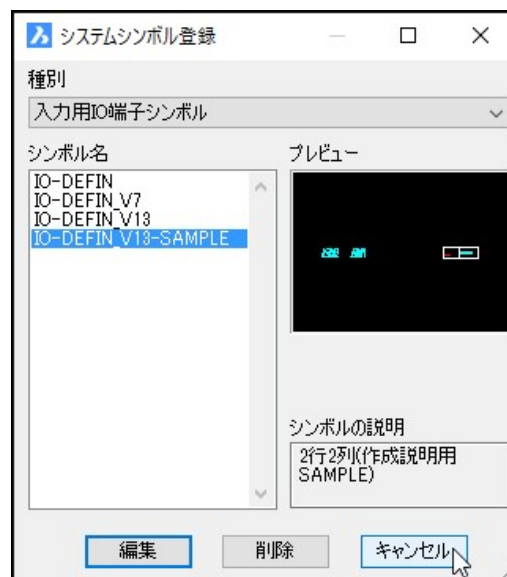 システムシンボル登録
種別
入力用IO端子シンボル
シンボル名
プレビュー
IO-DEFIN
IO-DEFIN_V7
IO-DEFIN_V13
IO-DEFIN_V13-SAMPLE
シンボルの説明
2行2列(作成説明用
SAMPLE)
編集
削除
キャンセル